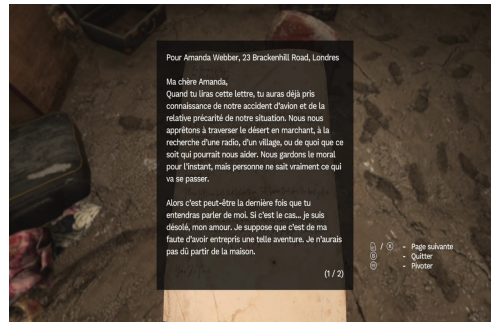 Pour Amanda Webber, 23 Brackenhill Road, Londres
Ma chère Amanda,
Quand tu liras cette lettre, tu auras déjà pris
connaissance de notre accident d'avion et de la
relative précarité de notre situation. Nous nous
apprêtons à traverser le désert en marchant, à la
recherche d'une radio, d'un village, ou de quoi que ce
soit qui pourrait nous aider. Nous gardons le moral
pour l'instant, mais personne ne sait vraiment ce qui
va se passer.
Alors c'est peut-être la dernière fois que tu
entendras parler de moi. Si c'est le cas... je suis
désolé, mon amour. Je suppose que c'est de ma
faute d'avoir entrepris une telle aventure. Je n'aurais
pas dû partir de la maison.
(1 / 2)
/ - Page suivante
- Quitter
- Pivoter